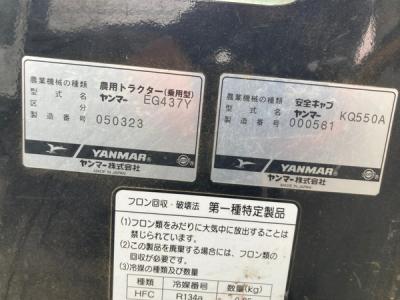 農業機械の種類 農用トラクター(乗用型)
型式名 ヤンマー EG437Y
区分
製造番号 050323
YANMAR
ヤンマー株式会社
MADE IN JAPAN
農業機械の種類 安全キャブ
型式名 ヤンマー KQ550A
製造番号 000561
YANMAR
ヤンマー株式会社
MADE IN JAPAN
フロン回収・破壊法 第一種特定製品
(1)フロン類をみだりに大気中に放出することは
禁じられています。
(2)この製品を廃棄する場合には、フロン類の
回収が必要です。
(3)冷媒の種類及び数量
種類 冷媒番号 数量(kg)
HFC R134a